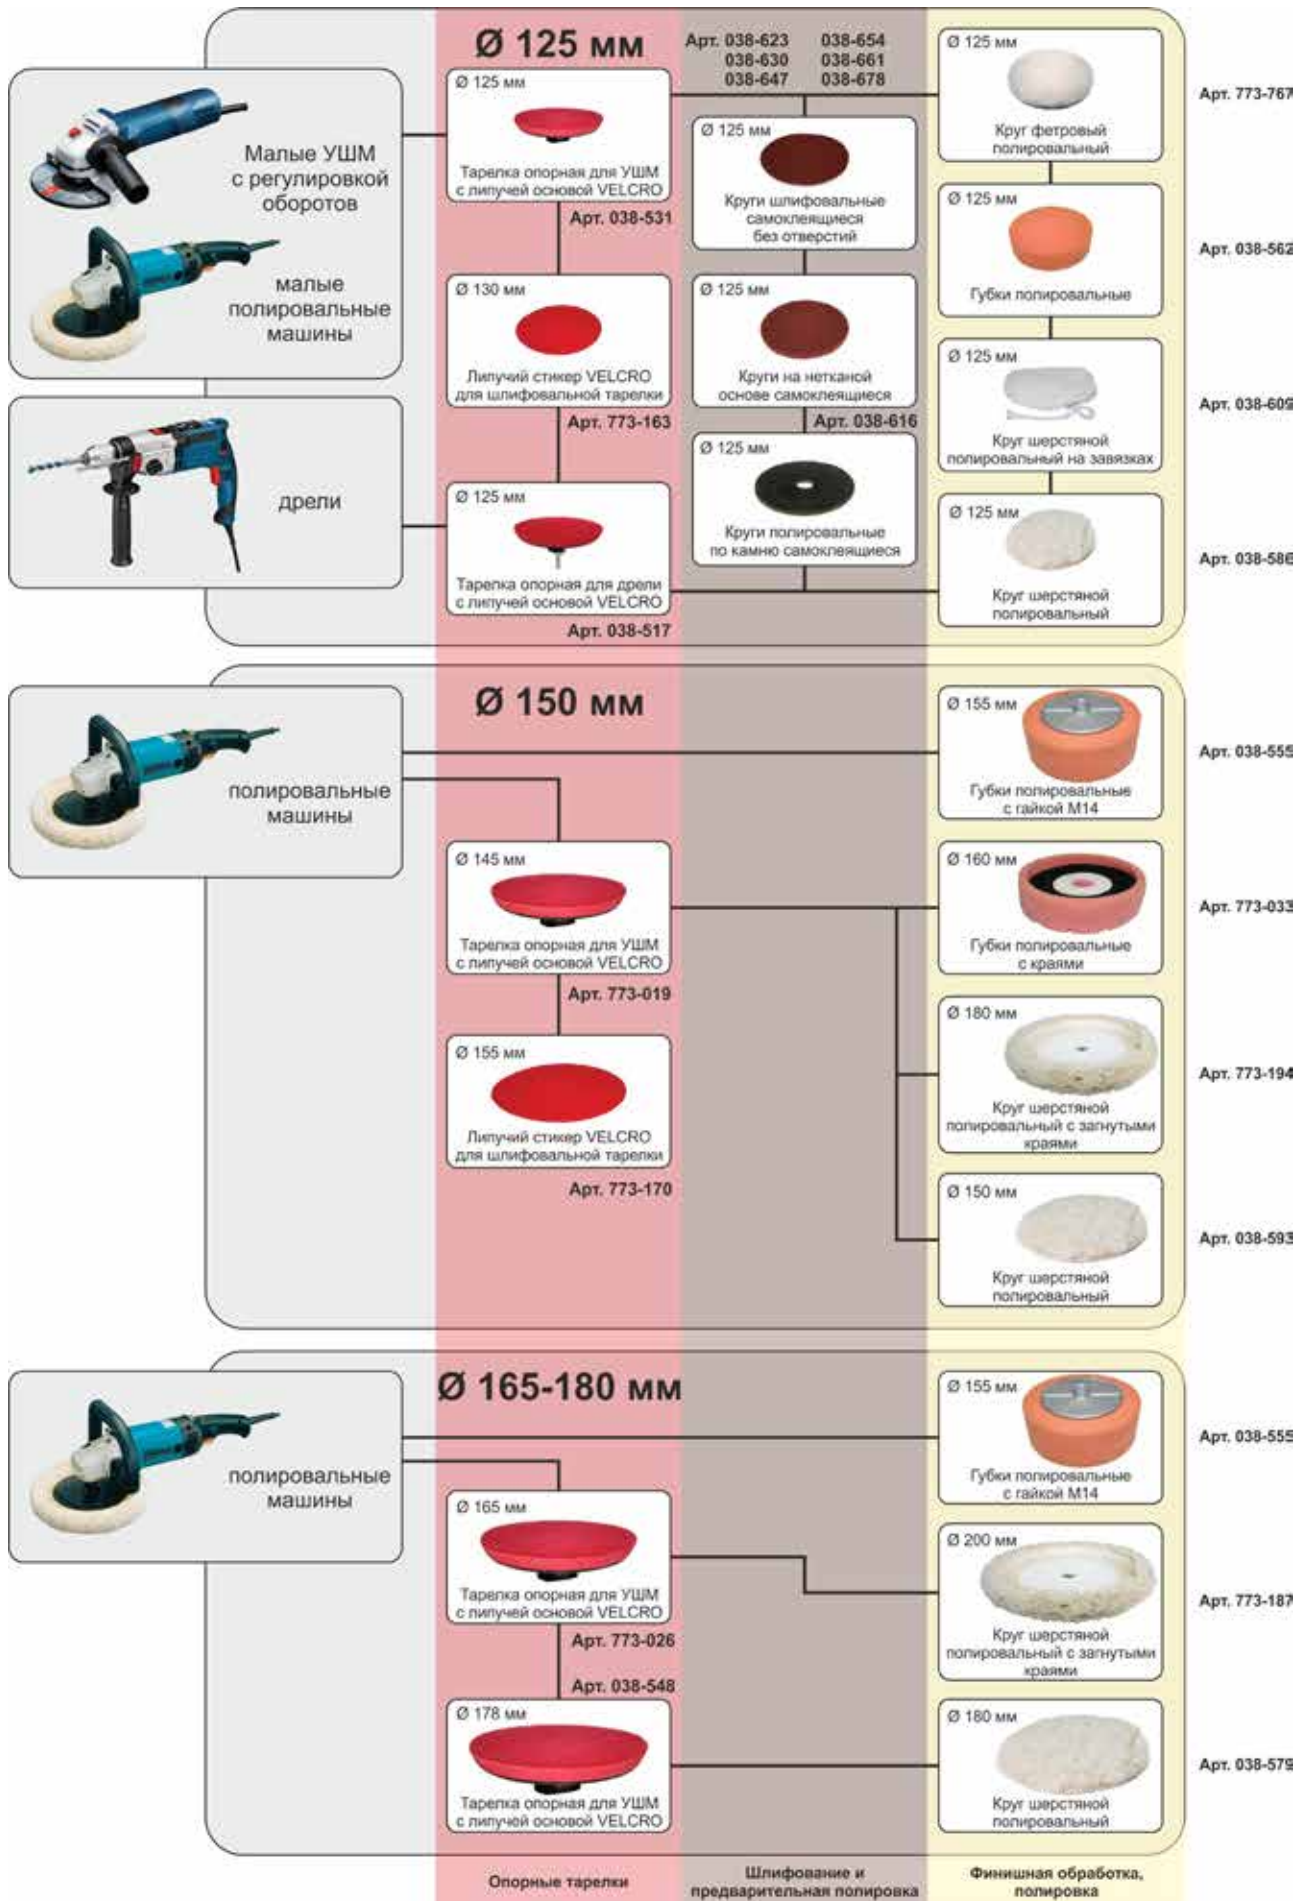 Ø 125 мм
Арт. 038-623 038-654
038-630 038-661
038-647 038-678
Малые УШМ
с регулировкой
оборотов
малые
полировальные
машины
дрели
Ø 125 мм
Тарелка опорная для УШМ
с липучей основой VELCRO
Арт. 038-531
Ø 130 мм
Липучий стикер VELCRO
для шлифовальной тарелки
Арт. 773-163
Ø 125 мм
Тарелка опорная для дрели
с липучей основой VELCRO
Арт. 038-517
Ø 125 мм
Круги шлифовальные
самоклеящиеся
без отверстий
Ø 125 мм
Круги на нетканой
основе самоклеящиеся
Арт. 038-616
Ø 125 мм
Круги полировальные
по камню самоклеящиеся
Ø 125 мм
Круг фетровый
полировальный
Арт. 773-767
Ø 125 мм
Губки полировальные
Арт. 038-562
Ø 125 мм
Круг шерстяной
полировальный на завязках
Арт. 038-609
Ø 125 мм
Круг шерстяной
полировальный
Арт. 038-586
Ø 150 мм
полировальные
машины
Ø 145 мм
Тарелка опорная для УШМ
с липучей основой VELCRO
Арт. 773-019
Ø 155 мм
Липучий стикер VELCRO
для шлифовальной тарелки
Арт. 773-170
Ø 155 мм
Губки полировальные
с гайкой М14
Арт. 038-555
Ø 160 мм
Губки полировальные
с краями
Арт. 773-033
Ø 180 мм
Круг шерстяной
полировальный с загнутыми
краями
Арт. 773-194
Ø 150 мм
Круг шерстяной
полировальный
Арт. 038-593
Ø 165-180 мм
полировальные
машины
Ø 165 мм
Тарелка опорная для УШМ
с липучей основой VELCRO
Арт. 773-026
Арт. 038-548
Ø 178 мм
Тарелка опорная для УШМ
с липучей основой VELCRO
Ø 155 мм
Губки полировальные
с гайкой М14
Арт. 038-555
Ø 200 мм
Круг шерстяной
полировальный с загнутыми
краями
Арт. 773-187
Ø 180 мм
Круг шерстяной
полировальный
Арт. 038-579
Опорные тарелки
Шлифование и
предварительная полировка
Финишная обработка,
полировка